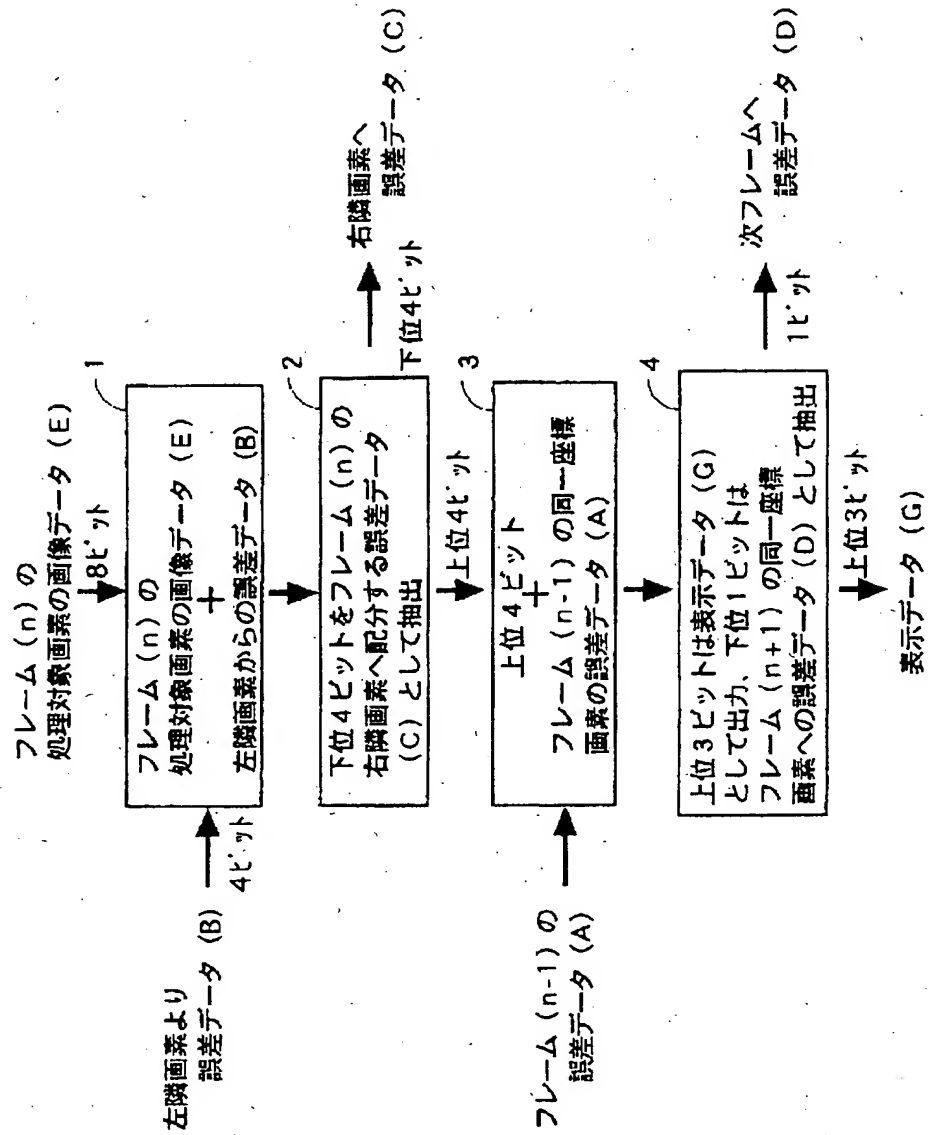 フレーム (n) の
処理対象画素の画像データ (E)
8ビット
1
フレーム (n) の
処理対象画素の画像データ (E)
+
左隣画素からの誤差データ (B)
左隣画素より
誤差データ (B)
4ビット
2
下位4ビットをフレーム (n) の
右隣画素へ配分する誤差データ
(C) として抽出
右隣画素へ
誤差データ (C)
下位4ビット
上位4ビット
3
上位4ビット
+
フレーム (n-1) の同一座標
画素の誤差データ (A)
フレーム (n-1) の
誤差データ (A)
4
上位3ビットは表示データ (G)
として出力、下位1ビットは
フレーム (n+1) の同一座標
画素への誤差データ (D) として抽出
次フレームへ
誤差データ (D)
1ビット
上位3ビット
表示データ (G)